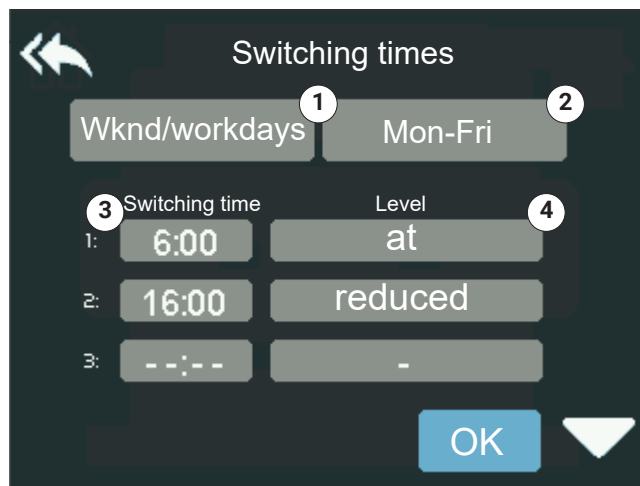 Switching times
1 2
Wknd/workdays Mon-Fri
3 Switching time Level 4
1: 6:00 at
2: 16:00 reduced
3: --:-- -
OK